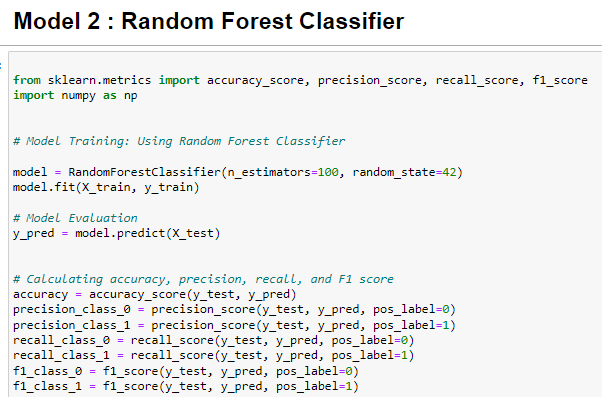 Model 2 : Random Forest Classifier
from sklearn.metrics import accuracy_score, precision_score, recall_score, f1_score
import numpy as np
# Model Training: Using Random Forest Classifier
model = RandomForestClassifier(n_estimators=100, random_state=42)
model.fit(X_train, y_train)
# Model Evaluation
y_pred = model.predict(X_test)
# Calculating accuracy, precision, recall, and F1 score
accuracy = accuracy_score(y_test, y_pred)
precision_class_0 = precision_score(y_test, y_pred, pos_label=0)
precision_class_1 = precision_score(y_test, y_pred, pos_label=1)
recall_class_0 = recall_score(y_test, y_pred, pos_label=0)
recall_class_1 = recall_score(y_test, y_pred, pos_label=1)
f1_class_0 = f1_score(y_test, y_pred, pos_label=0)
f1_class_1 = f1_score(y_test, y_pred, pos_label=1)